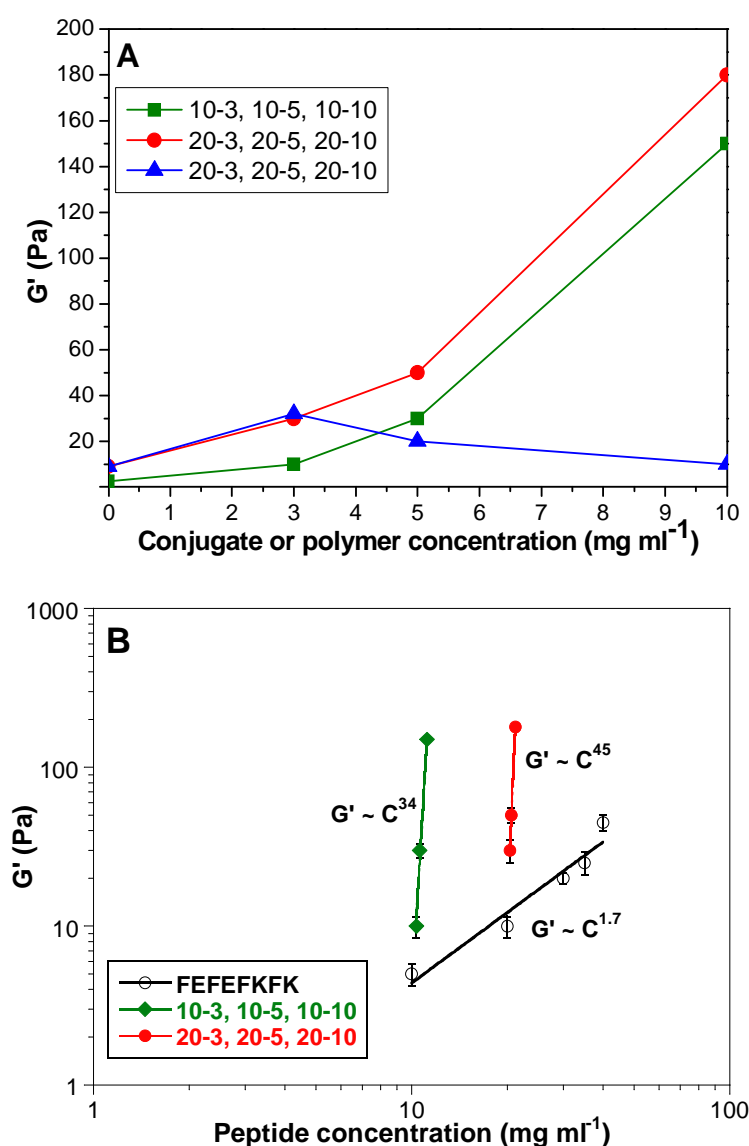 A
10-3, 10-5, 10-10
20-3, 20-5, 20-10
20-3, 20-5, 20-10
G' (Pa)
200
180
160
140
120
100
80
60
40
20
0 1 2 3 4 5 6 7 8 9 10
Conjugate or polymer concentration (mg ml⁻¹)
B
1000
100
10
1
G' (Pa)
G' ~ C³⁴
G' ~ C⁴⁵
G' ~ C¹·⁷
FEFEFKFK
10-3, 10-5, 10-10
20-3, 20-5, 20-10
1 10 100
Peptide concentration (mg ml⁻¹)